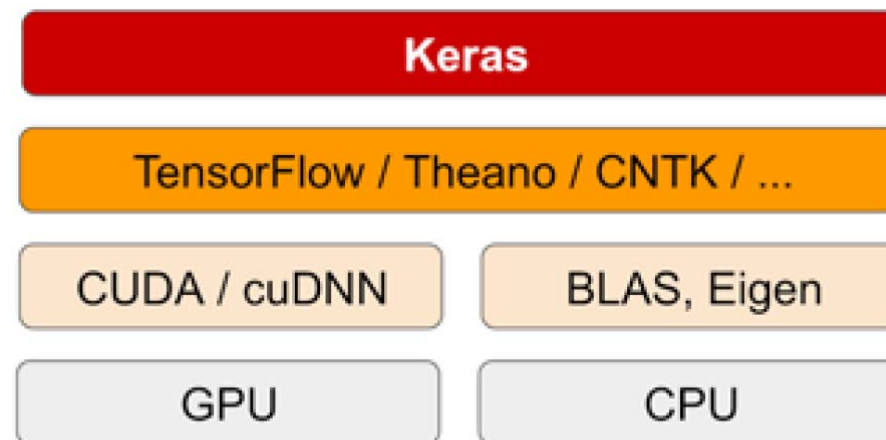 Keras
TensorFlow / Theano / CNTK / ...
CUDA / cuDNN
BLAS, Eigen
GPU
CPU